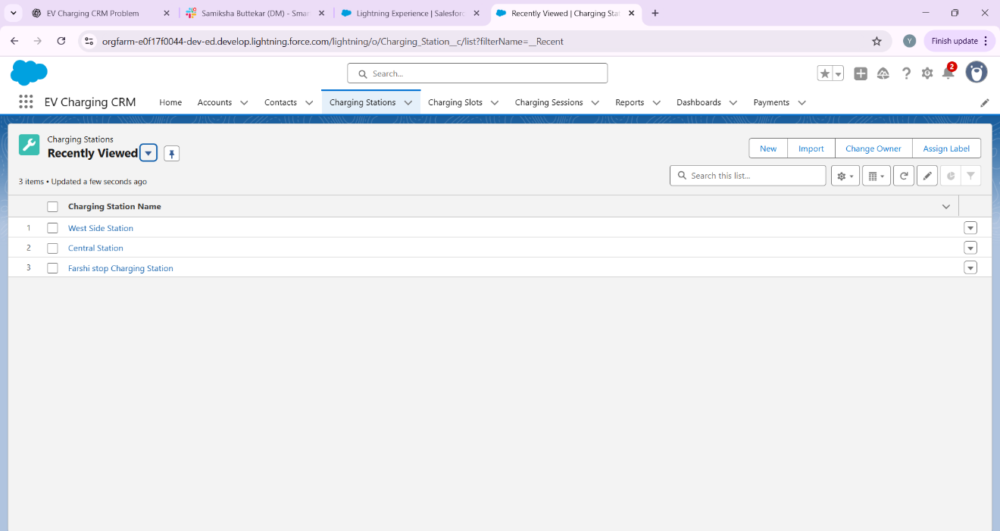 EV Charging CRM Problem
Samiksha Buttekar (DM) - Smar
Lightning Experience | Salesforc
Recently Viewed | Charging Stat
orgfarm-e0f17f0044-dev-ed.develop.lightning.force.com/lightning/o/Charging_Station__c/list?filterName=__Recent
Y
Finish update
Search...
2
EV Charging CRM
Home
Accounts
Contacts
Charging Stations
Charging Slots
Charging Sessions
Reports
Dashboards
Payments
Charging Stations
Recently Viewed
New
Import
Change Owner
Assign Label
3 items • Updated a few seconds ago
Search this list...
Charging Station Name
1 West Side Station
2 Central Station
3 Farshi stop Charging Station